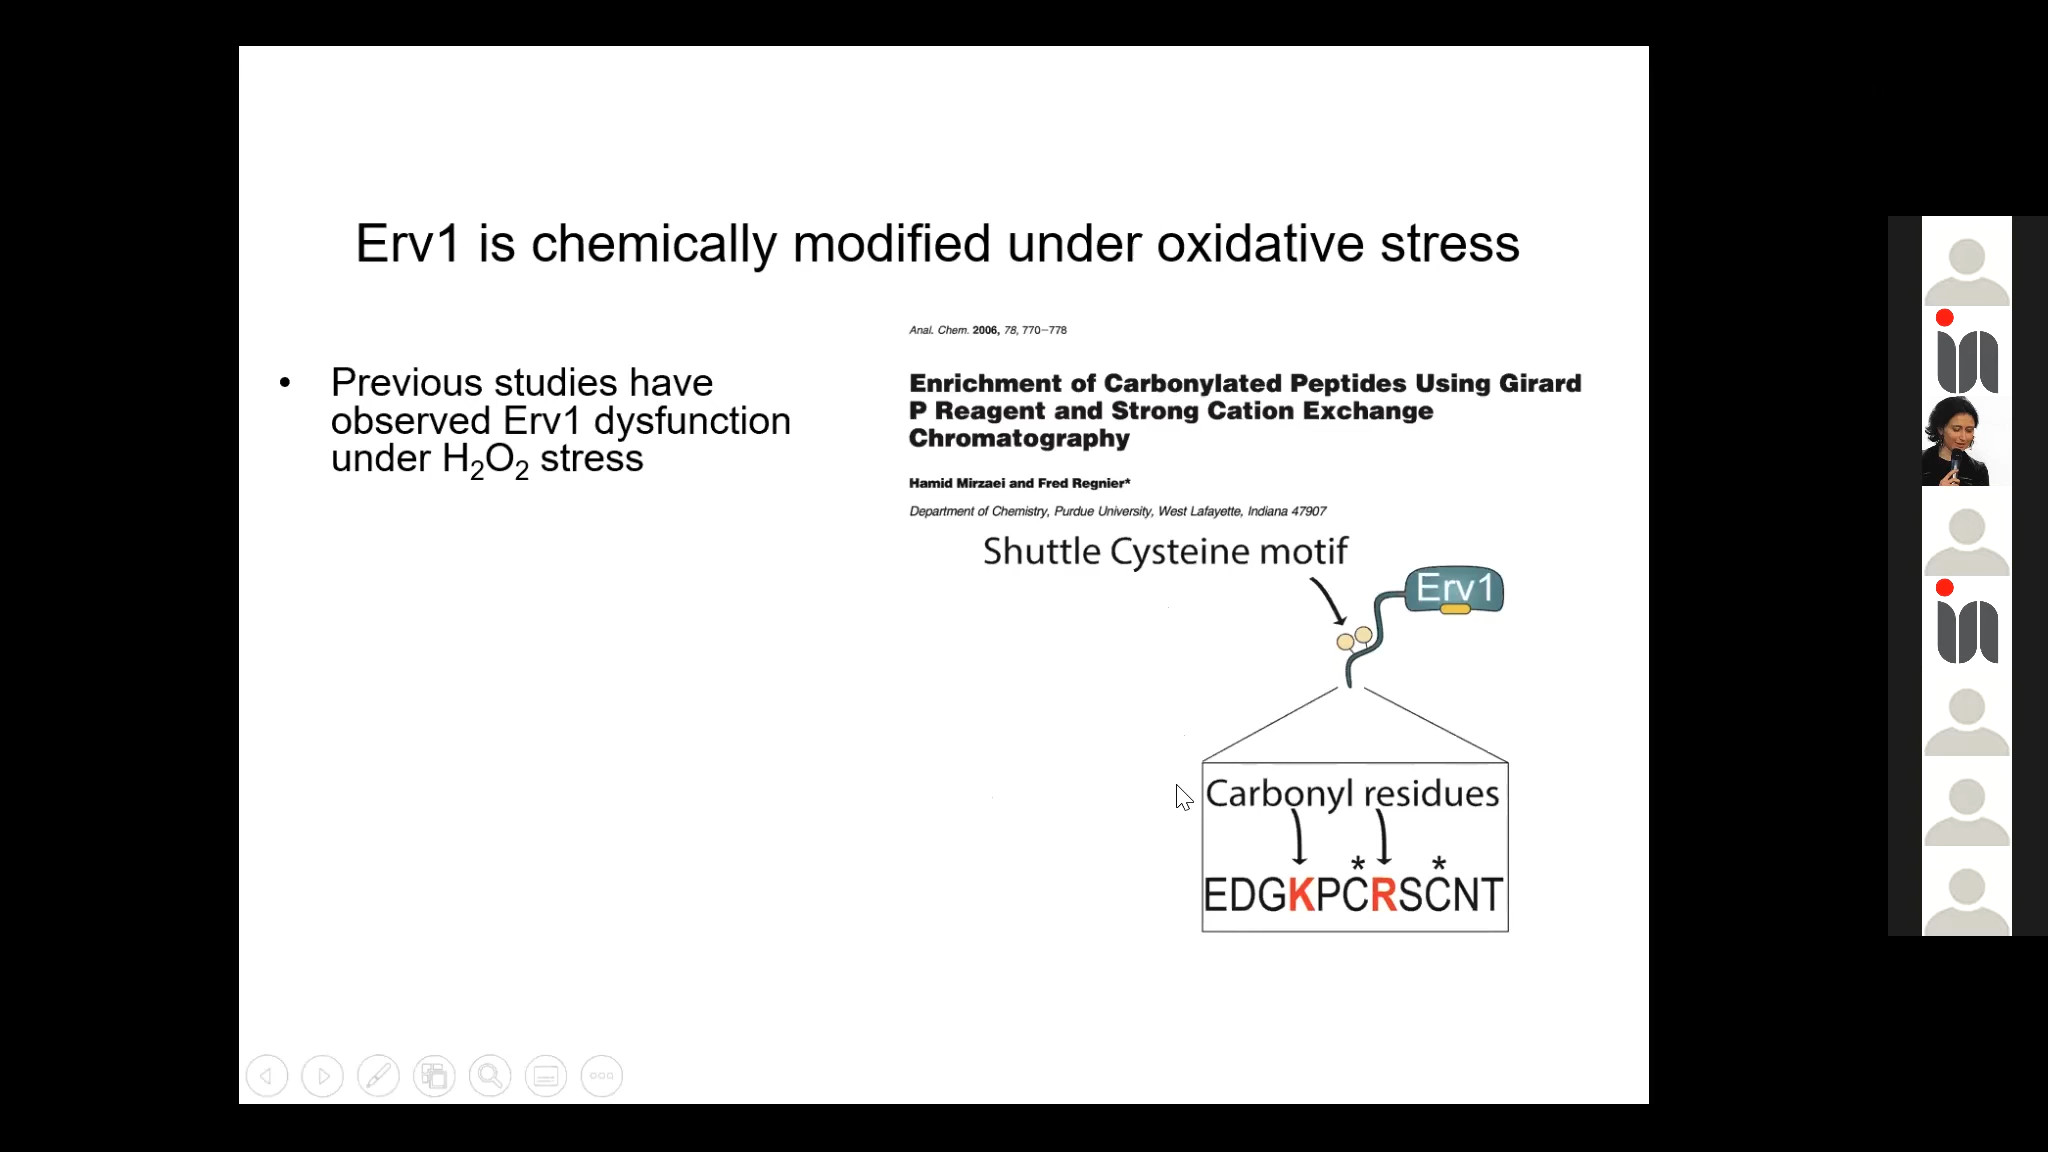 Erv1 is chemically modified under oxidative stress
• Previous studies have
observed Erv1 dysfunction
under H₂O₂ stress
Anal. Chem. 2006, 78, 770–778
Enrichment of Carbonylated Peptides Using Girard
P Reagent and Strong Cation Exchange
Chromatography
Hamid Mirzaei and Fred Regnier*
Department of Chemistry, Purdue University, West Lafayette, Indiana 47907
Shuttle Cysteine motif
Erv1
Carbonyl residues
* *
EDGKPCRSCNT